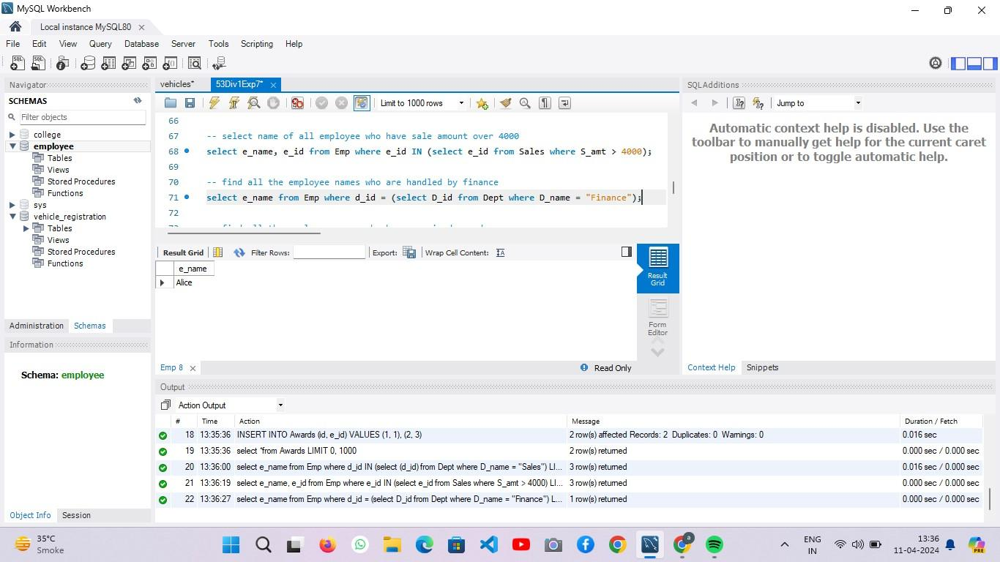 MySQL Workbench
Local instance MySQL80
File Edit View Query Database Server Tools Scripting Help
Navigator
SCHEMAS
Filter objects
college
employee
Tables
Views
Stored Procedures
Functions
sys
vehicle_registration
Tables
Views
Stored Procedures
Functions
Administration Schemas
Information
Schema: employee
Object Info Session
vehicles* 53Div1Exp7*
Limit to 1000 rows
66
67 -- select name of all employee who have sale amount over 4000
68 select e_name, e_id from Emp where e_id IN (select e_id from Sales where S_amt > 4000);
69
70 -- find all the employee names who are handled by finance
71 select e_name from Emp where d_id = (select D_id from Dept where D_name = "Finance");
72
Result Grid Filter Rows: Export: Wrap Cell Content:
e_name
Alice
Result Grid
Form Editor
Emp 8 Read Only
SQLAdditions
Jump to
Automatic context help is disabled. Use the
toolbar to manually get help for the current caret
position or to toggle automatic help.
Context Help Snippets
Output
Action Output
# Time Action Message Duration / Fetch
18 13:35:36 INSERT INTO Awards (id, e_id) VALUES (1, 1), (2, 3) 2 row(s) affected Records: 2 Duplicates: 0 Warnings: 0 0.016 sec
19 13:35:36 select *from Awards LIMIT 0, 1000 2 row(s) returned 0.000 sec / 0.000 sec
20 13:36:00 select e_name from Emp where d_id IN (select (d_id) from Dept where D_name = "Sales") LI... 3 row(s) returned 0.016 sec / 0.000 sec
21 13:36:19 select e_name, e_id from Emp where e_id IN (select e_id from Sales where S_amt > 4000) LI... 3 row(s) returned 0.000 sec / 0.000 sec
22 13:36:27 select e_name from Emp where d_id = (select D_id from Dept where D_name = "Finance") L... 1 row(s) returned 0.000 sec / 0.000 sec
35°C
Smoke
ENG
IN
13:36
11-04-2024
PRE